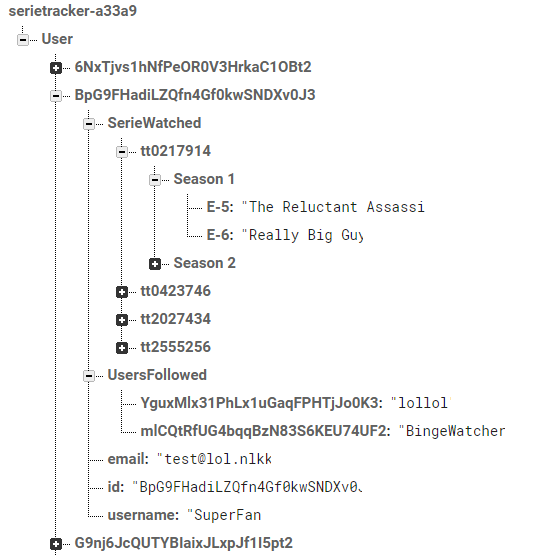 serietracker-a33a9
User
6NxTjvs1hNfPeOR0V3HrkaC1OBt2
BpG9FHadiLZQfn4Gf0kwSNDXv0J3
SerieWatched
tt0217914
Season 1
E-5: "The Reluctant Assassi
E-6: "Really Big Guy
Season 2
tt0423746
tt2027434
tt2555256
UsersFollowed
YguxMlx31PhLx1uGaqFPHTjJo0K3: "lollol"
mlCQtRfUG4bqqBzN83S6KEU74UF2: "BingeWatcher
email: "test@lol.nlkk
id: "BpG9FHadiLZQfn4Gf0kwSNDXv0
username: "SuperFan
G9nj6JcQUTYBIaixJLxpJf1I5pt2